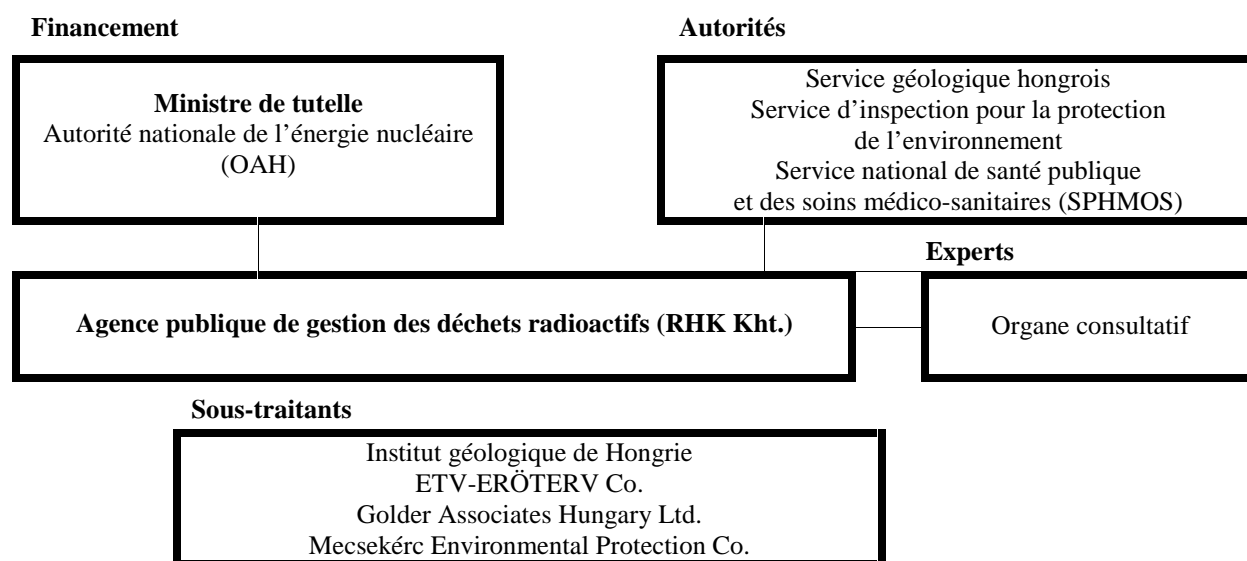 Financement
Ministre de tutelle
Autorité nationale de l'énergie nucléaire
(OAH)
Autorités
Service géologique hongrois
Service d'inspection pour la protection
de l'environnement
Service national de santé publique
et des soins médico-sanitaires (SPHMOS)
Agence publique de gestion des déchets radioactifs (RHK Kht.)
Experts
Organe consultatif
Sous-traitants
Institut géologique de Hongrie
ETV-ERÖTERV Co.
Golder Associates Hungary Ltd.
Mecsekérc Environmental Protection Co.